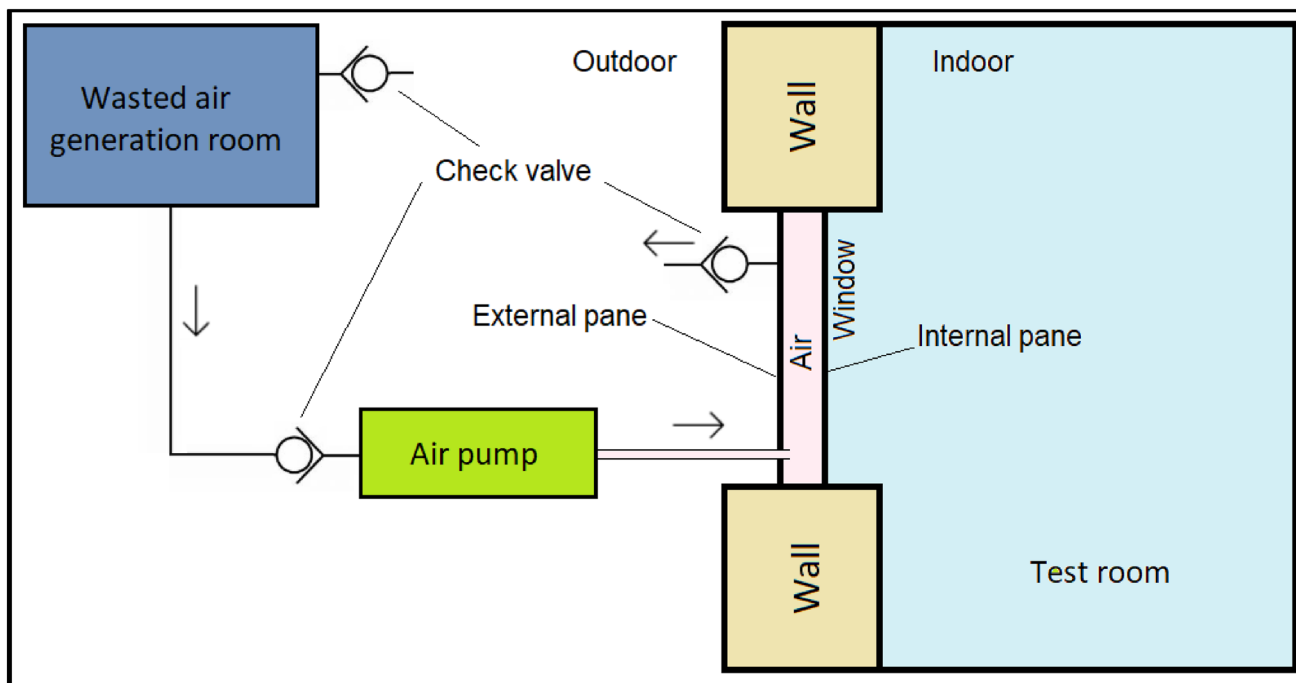 Wasted air
generation room
Outdoor
Wall
Indoor
Check valve
External pane
Air
Window
Internal pane
Air pump
Wall
Test room